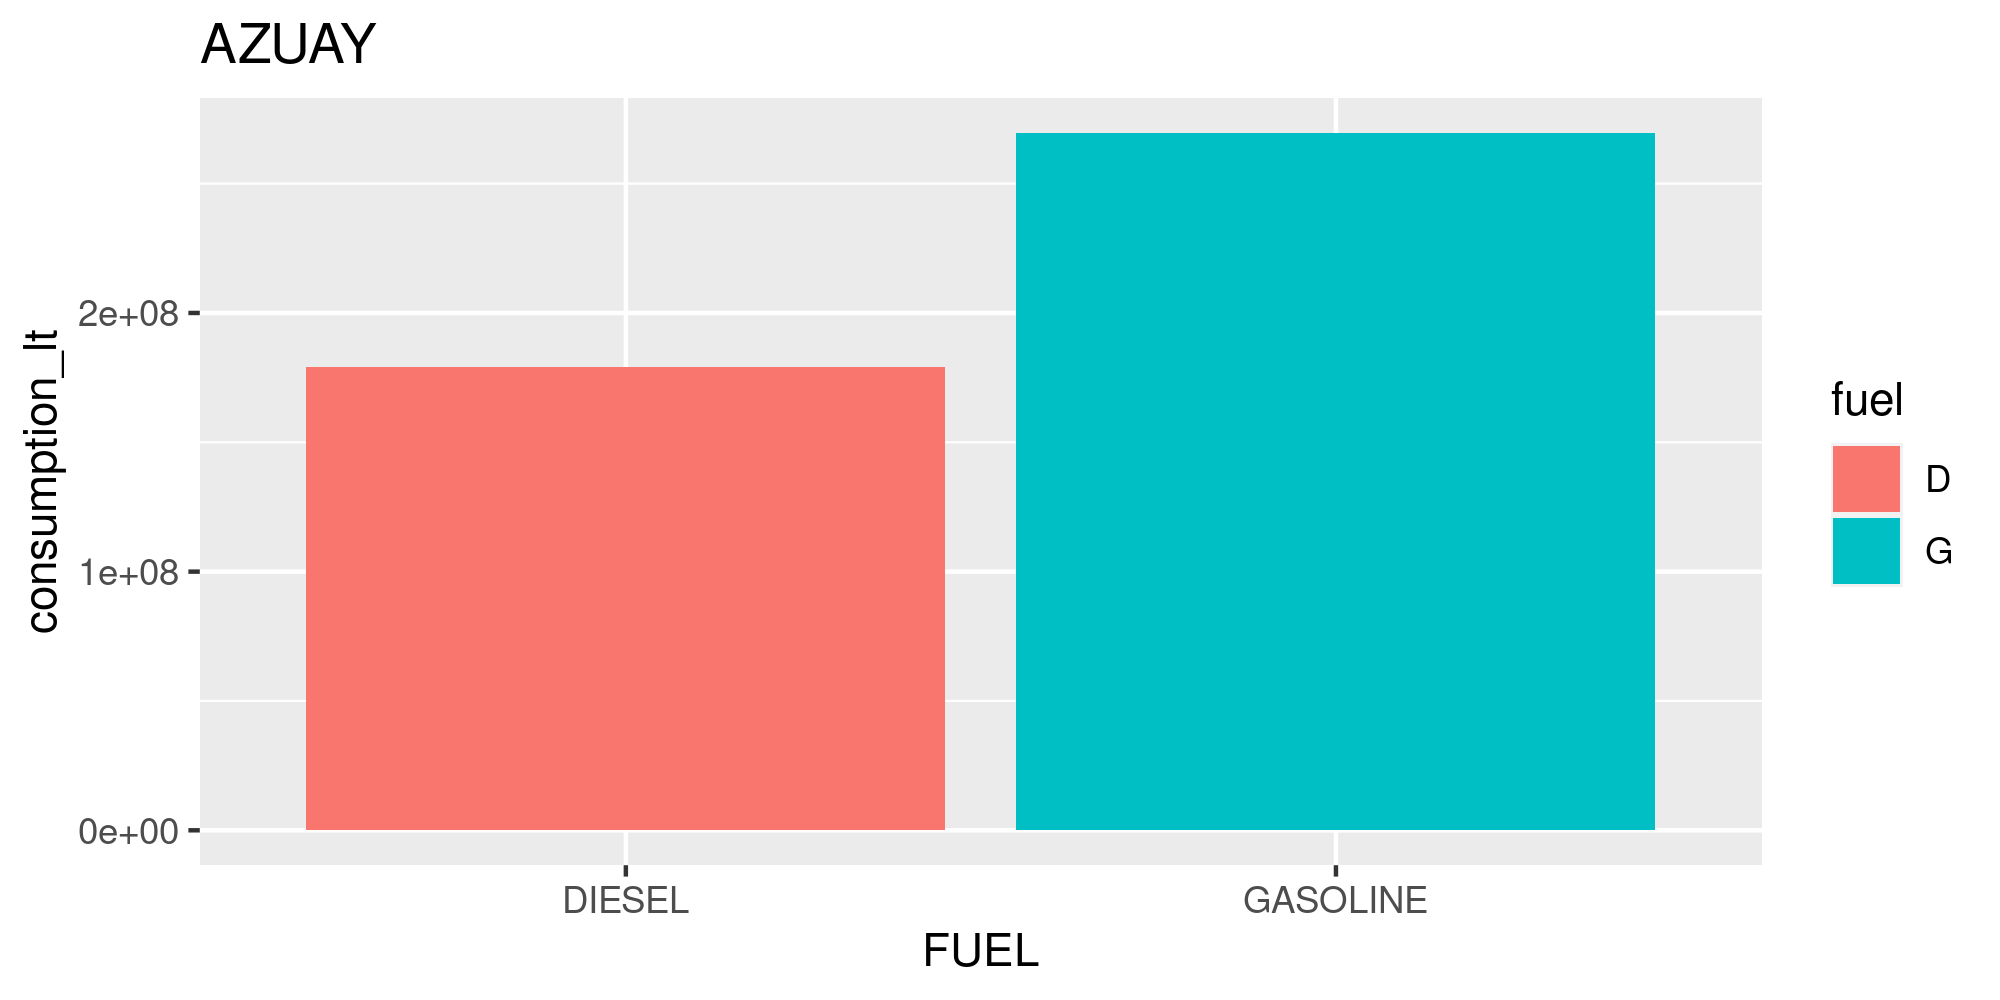 AZUAY
consumption_lt
2e+08
1e+08
0e+00
DIESEL
GASOLINE
FUEL
fuel
D
G